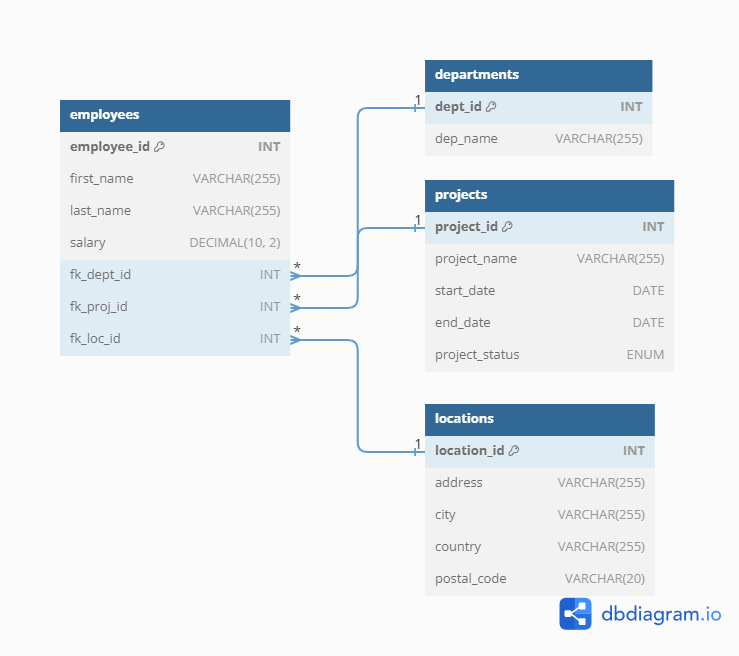 employees
employee_id INT
first_name VARCHAR(255)
last_name VARCHAR(255)
salary DECIMAL(10, 2)
fk_dept_id INT
fk_proj_id INT
fk_loc_id INT
*
*
*
1
departments
dept_id INT
dep_name VARCHAR(255)
1
projects
project_id INT
project_name VARCHAR(255)
start_date DATE
end_date DATE
project_status ENUM
1
locations
location_id INT
address VARCHAR(255)
city VARCHAR(255)
country VARCHAR(255)
postal_code VARCHAR(20)
dbdiagram.io